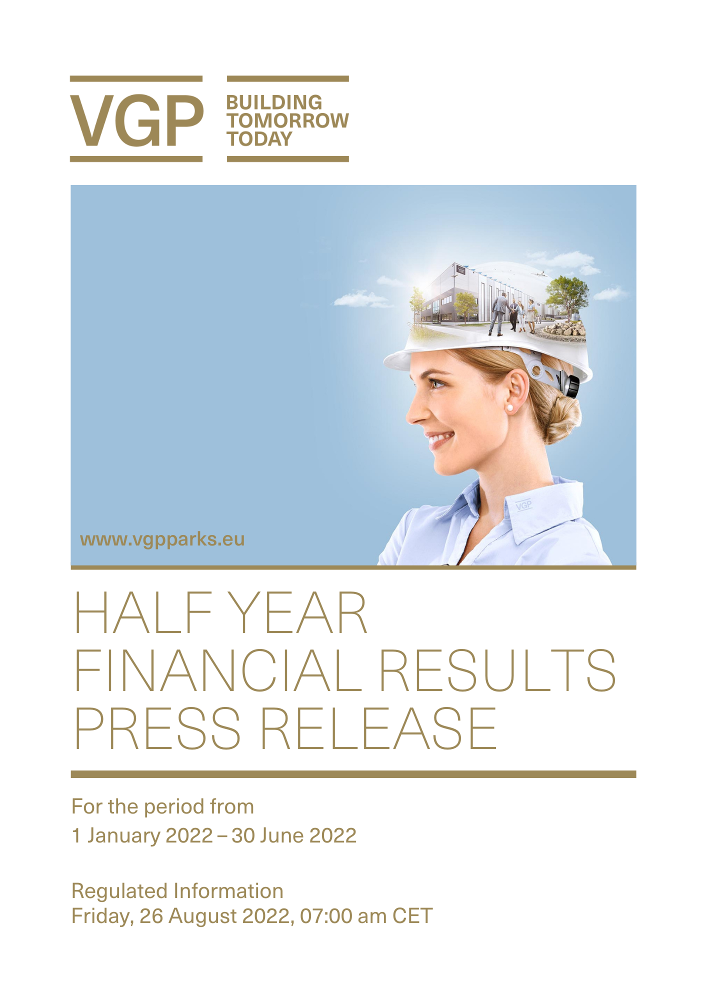 VGP
BUILDING
TOMORROW
TODAY
VGP
VGP
www.vgpparks.eu
HALF YEAR
FINANCIAL RESULTS
PRESS RELEASE
For the period from
1 January 2022 – 30 June 2022
Regulated Information
Friday, 26 August 2022, 07:00 am CET